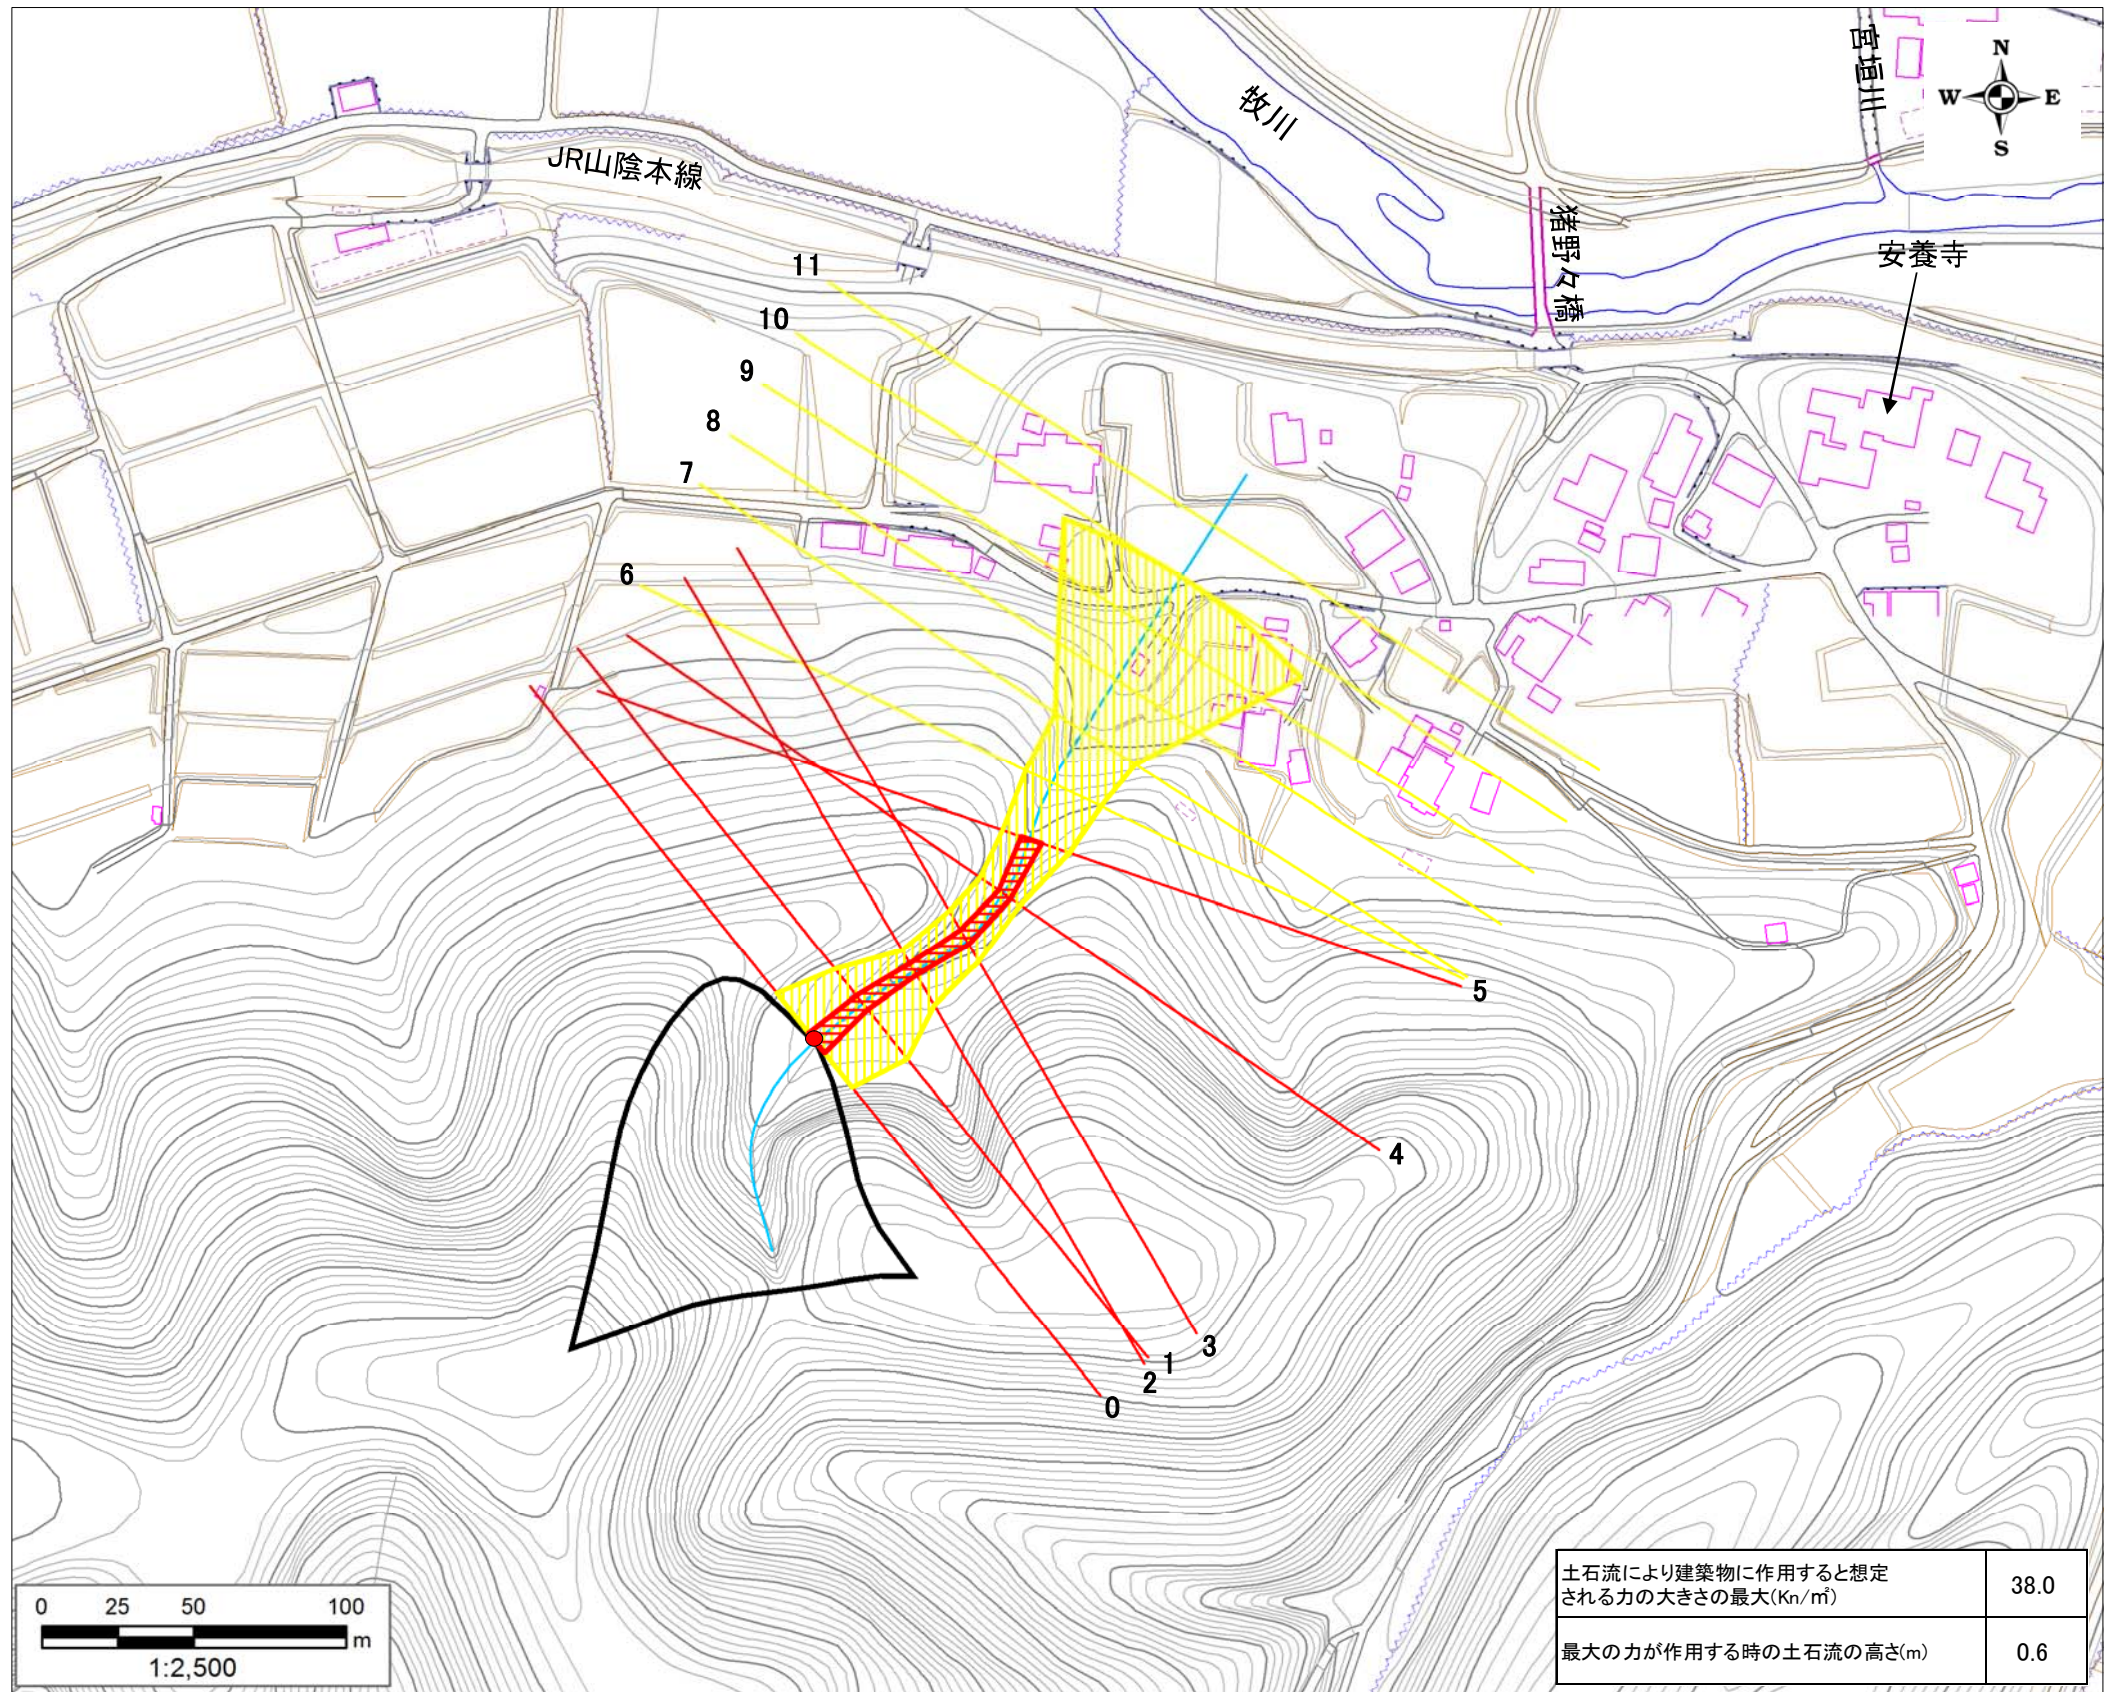 宮垣川
N
W E
S
牧川
JR山陰本線
猪野々橋
安養寺
11
10
9
8
7
6
5
4
3
1
2
0
0 25 50 100
m
1:2,500
土石流により建築物に作用すると想定
される力の大きさの最大(Kn/㎡) 38.0
最大の力が作用する時の土石流の高さ(m) 0.6